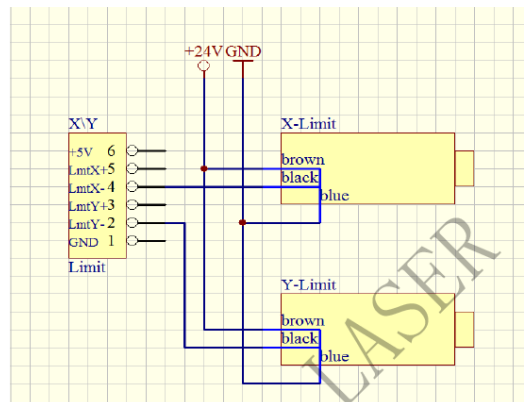 +24V GND
X\Y
+5V 6
LmtX+ 5
LmtX- 4
LmtY+ 3
LmtY- 2
GND 1
Limit
X-Limit
brown
black
blue
Y-Limit
brown
black
blue
LASER